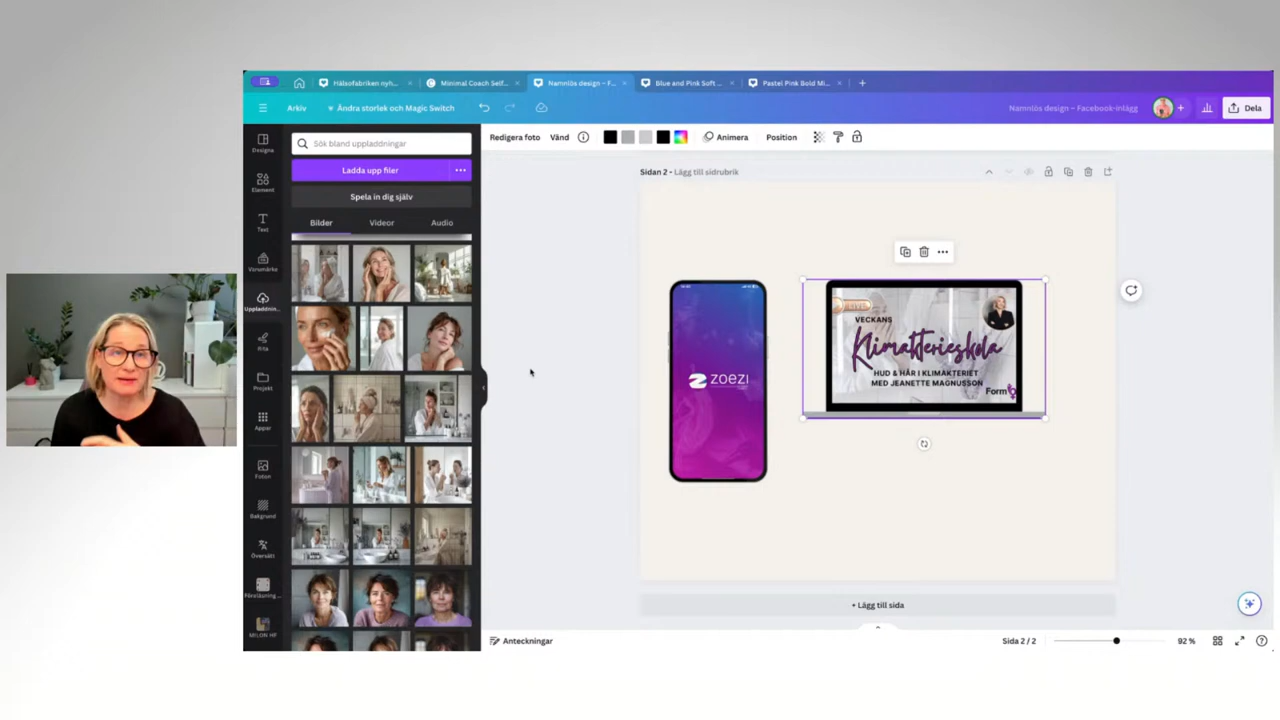 Hälsofabriken nyh...
Minimal Coach Self...
Namnlös design – F...
Blue and Pink Soft ...
Pastel Pink Bold Mi...
Arkiv
Ändra storlek och Magic Switch
Namnlös design – Facebook-inlägg
Dela
Designa
Element
Text
Varumärke
Uppladdnin...
Rita
Projekt
Appar
Foton
Bakgrund
Översätt
MILON HF
Sök bland uppladdningar
Ladda upp filer
Spela in dig själv
Bilder
Videor
Audio
Redigera foto
Vänd
Animera
Position
Sidan 2 - Lägg till sidrubrik
zoezi
VECKANS
Klimakterieskola
HUD & HÅR I KLIMAKTERIET
MED JEANETTE MAGNUSSON
Form
+ Lägg till sida
Anteckningar
Sida 2 / 2
92 %